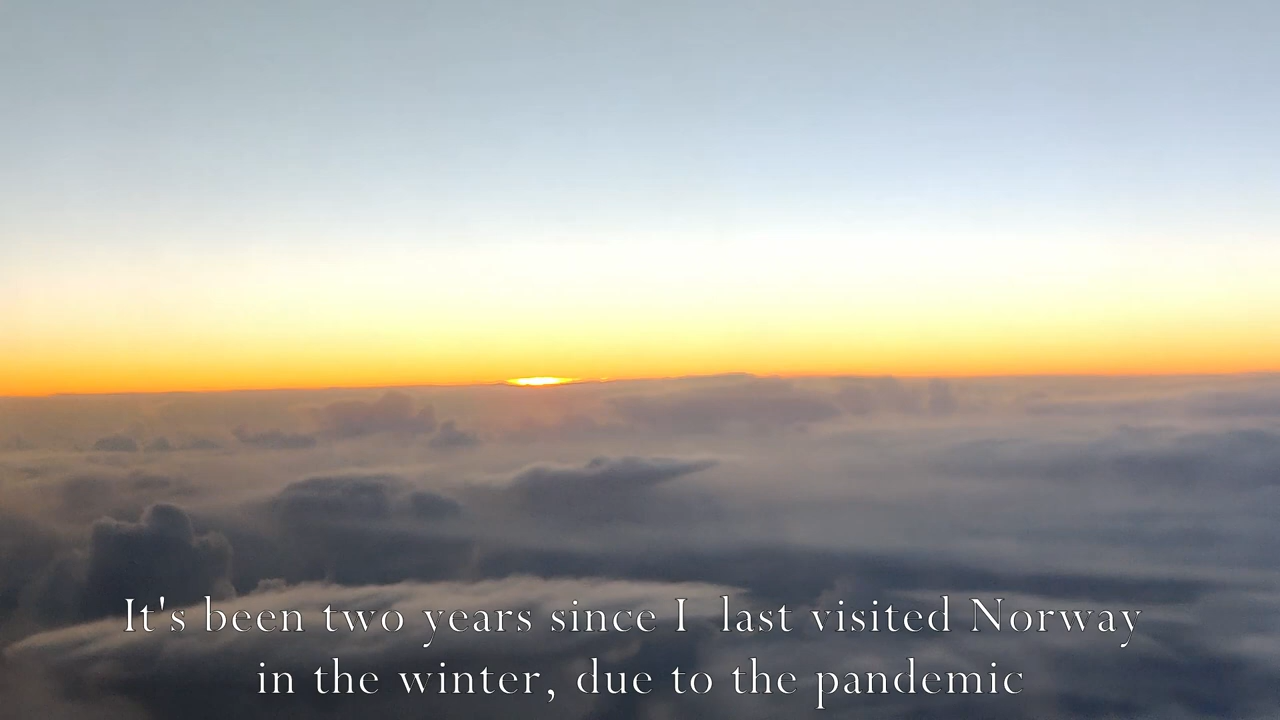 It's been two years since I last visited Norway
in the winter, due to the pandemic